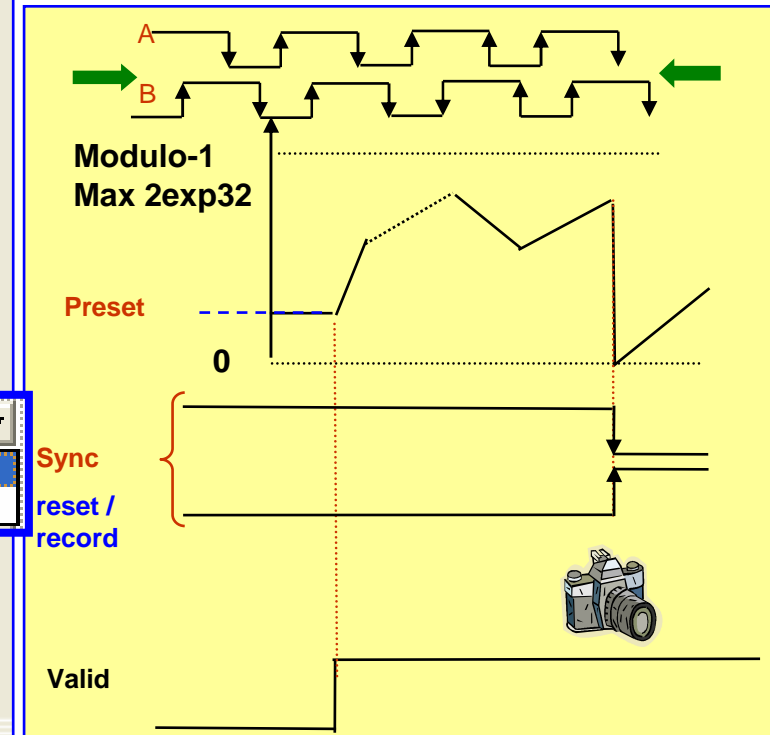 A
B
Modulo-1
Max 2exp32
Preset
0
Sync
reset /
record
Valid